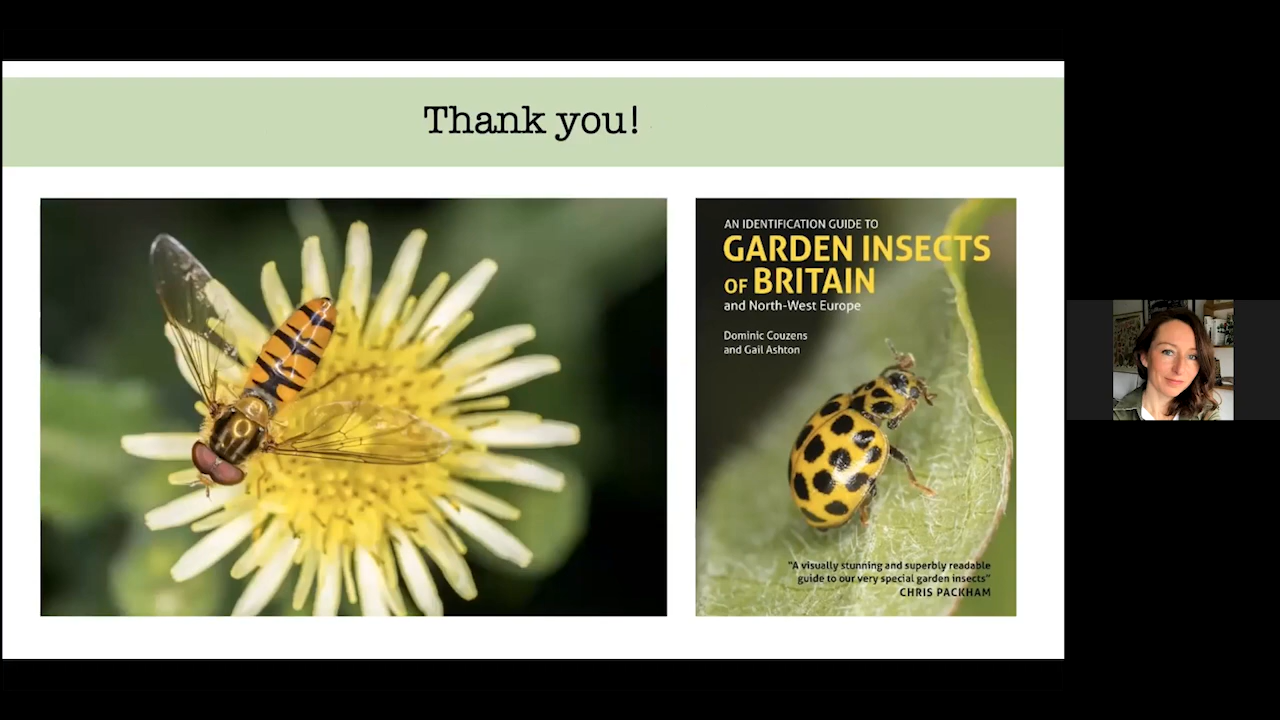 Thank you!
AN IDENTIFICATION GUIDE TO
GARDEN INSECTS
OF BRITAIN
and North-West Europe
Dominic Couzens
and Gail Ashton
"A visually stunning and superbly readable
guide to our very special garden insects"
CHRIS PACKHAM